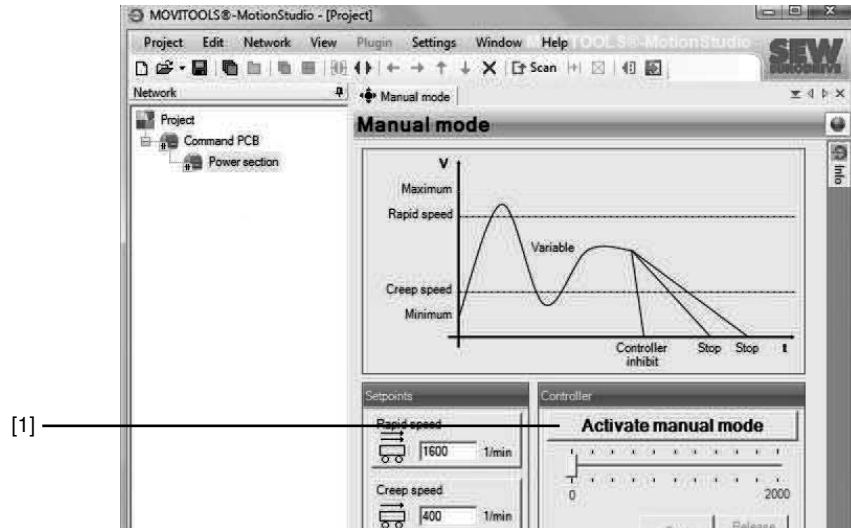 MOVITOOLS®-MotionStudio - [Project]
Project Edit Network View Plugin Settings Window Help
Scan
SEW
EURODRIVE
Network
Manual mode
Project
Command PCB
Power section
Manual mode
Info
V
Maximum
Rapid speed
Variable
Creep speed
Minimum
Controller inhibit
Stop
Stop
t
Setpoints
Controller
[1]
Rapid speed
Activate manual mode
1600 1/min
0 2000
Creep speed
400 1/min
Release